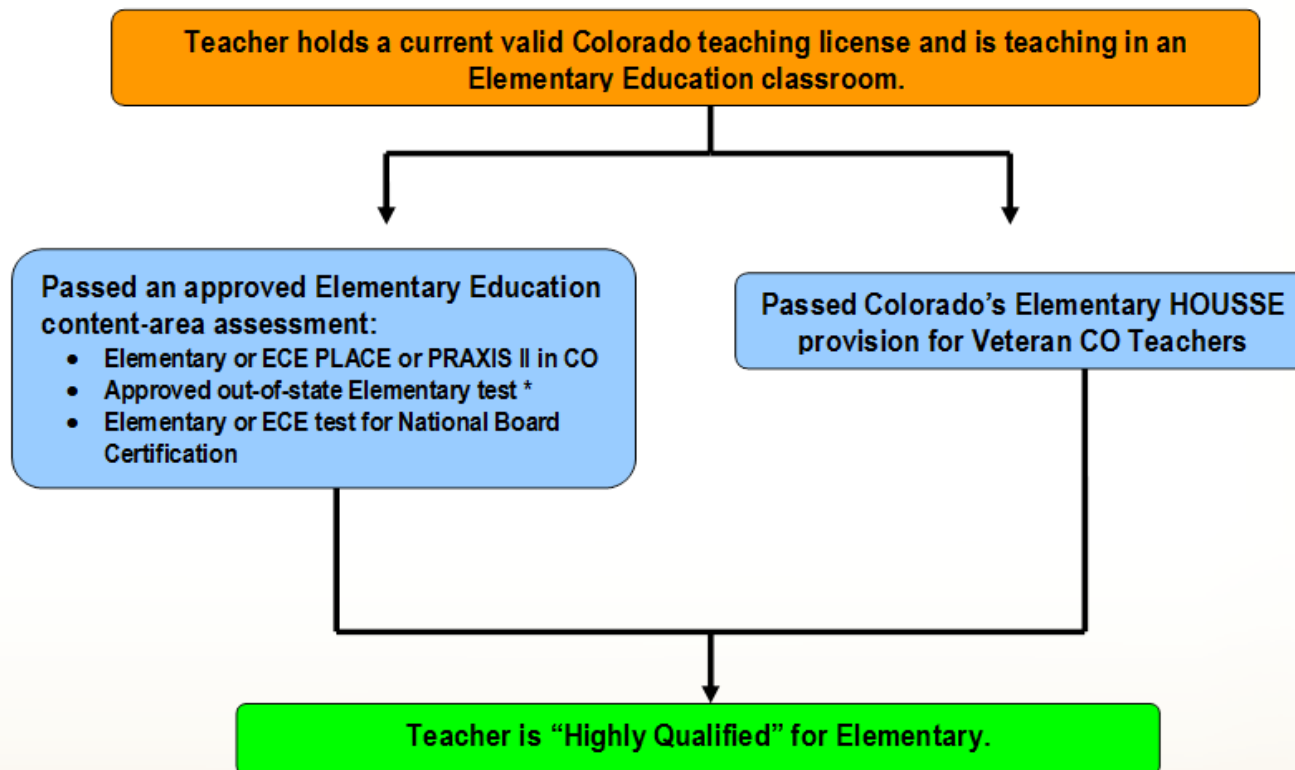 Teacher holds a current valid Colorado teaching license and is teaching in an
Elementary Education classroom.
Passed an approved Elementary Education
content-area assessment:
• Elementary or ECE PLACE or PRAXIS II in CO
• Approved out-of-state Elementary test *
• Elementary or ECE test for National Board
Certification
Passed Colorado’s Elementary HOUSSE
provision for Veteran CO Teachers
Teacher is “Highly Qualified” for Elementary.